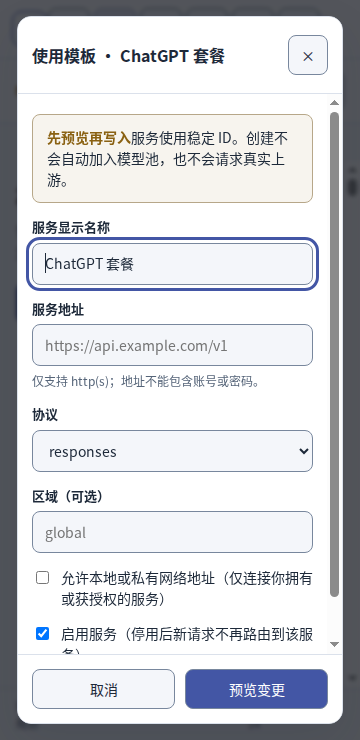 使用模板 · ChatGPT 套餐
×
先预览再写入服务使用稳定 ID。创建不
会自动加入模型池，也不会请求真实上
游。
服务显示名称
ChatGPT 套餐
服务地址
https://api.example.com/v1
仅支持 http(s)；地址不能包含账号或密码。
协议
responses
区域（可选）
global
允许本地或私有网络地址（仅连接你拥有
或获授权的服务）
启用服务（停用后新请求不再路由到该服
务）
取消
预览变更